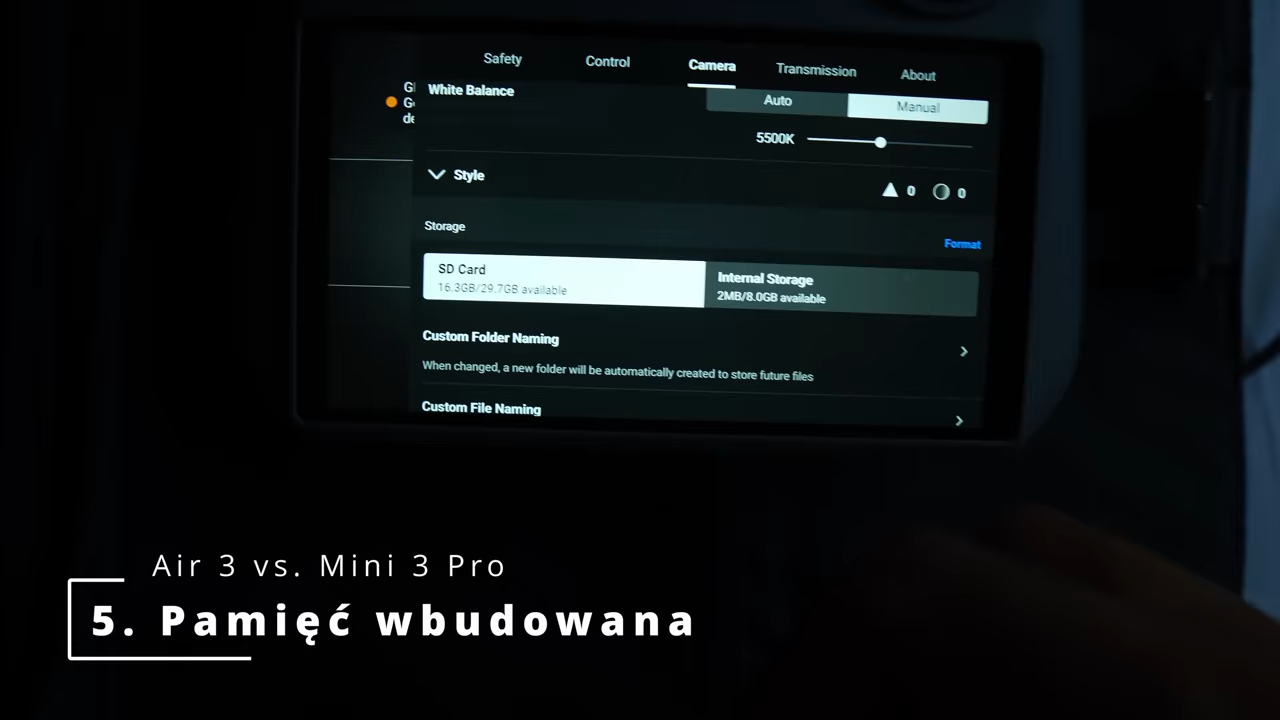 Safety Control Camera Transmission About
White Balance
Auto Manual
5500K
Style
0 0
Storage
Format
SD Card
16.3GB/29.7GB available
Internal Storage
2MB/8.0GB available
Custom Folder Naming
When changed, a new folder will be automatically created to store future files
Custom File Naming
Air 3 vs. Mini 3 Pro
5. Pamięć wbudowana